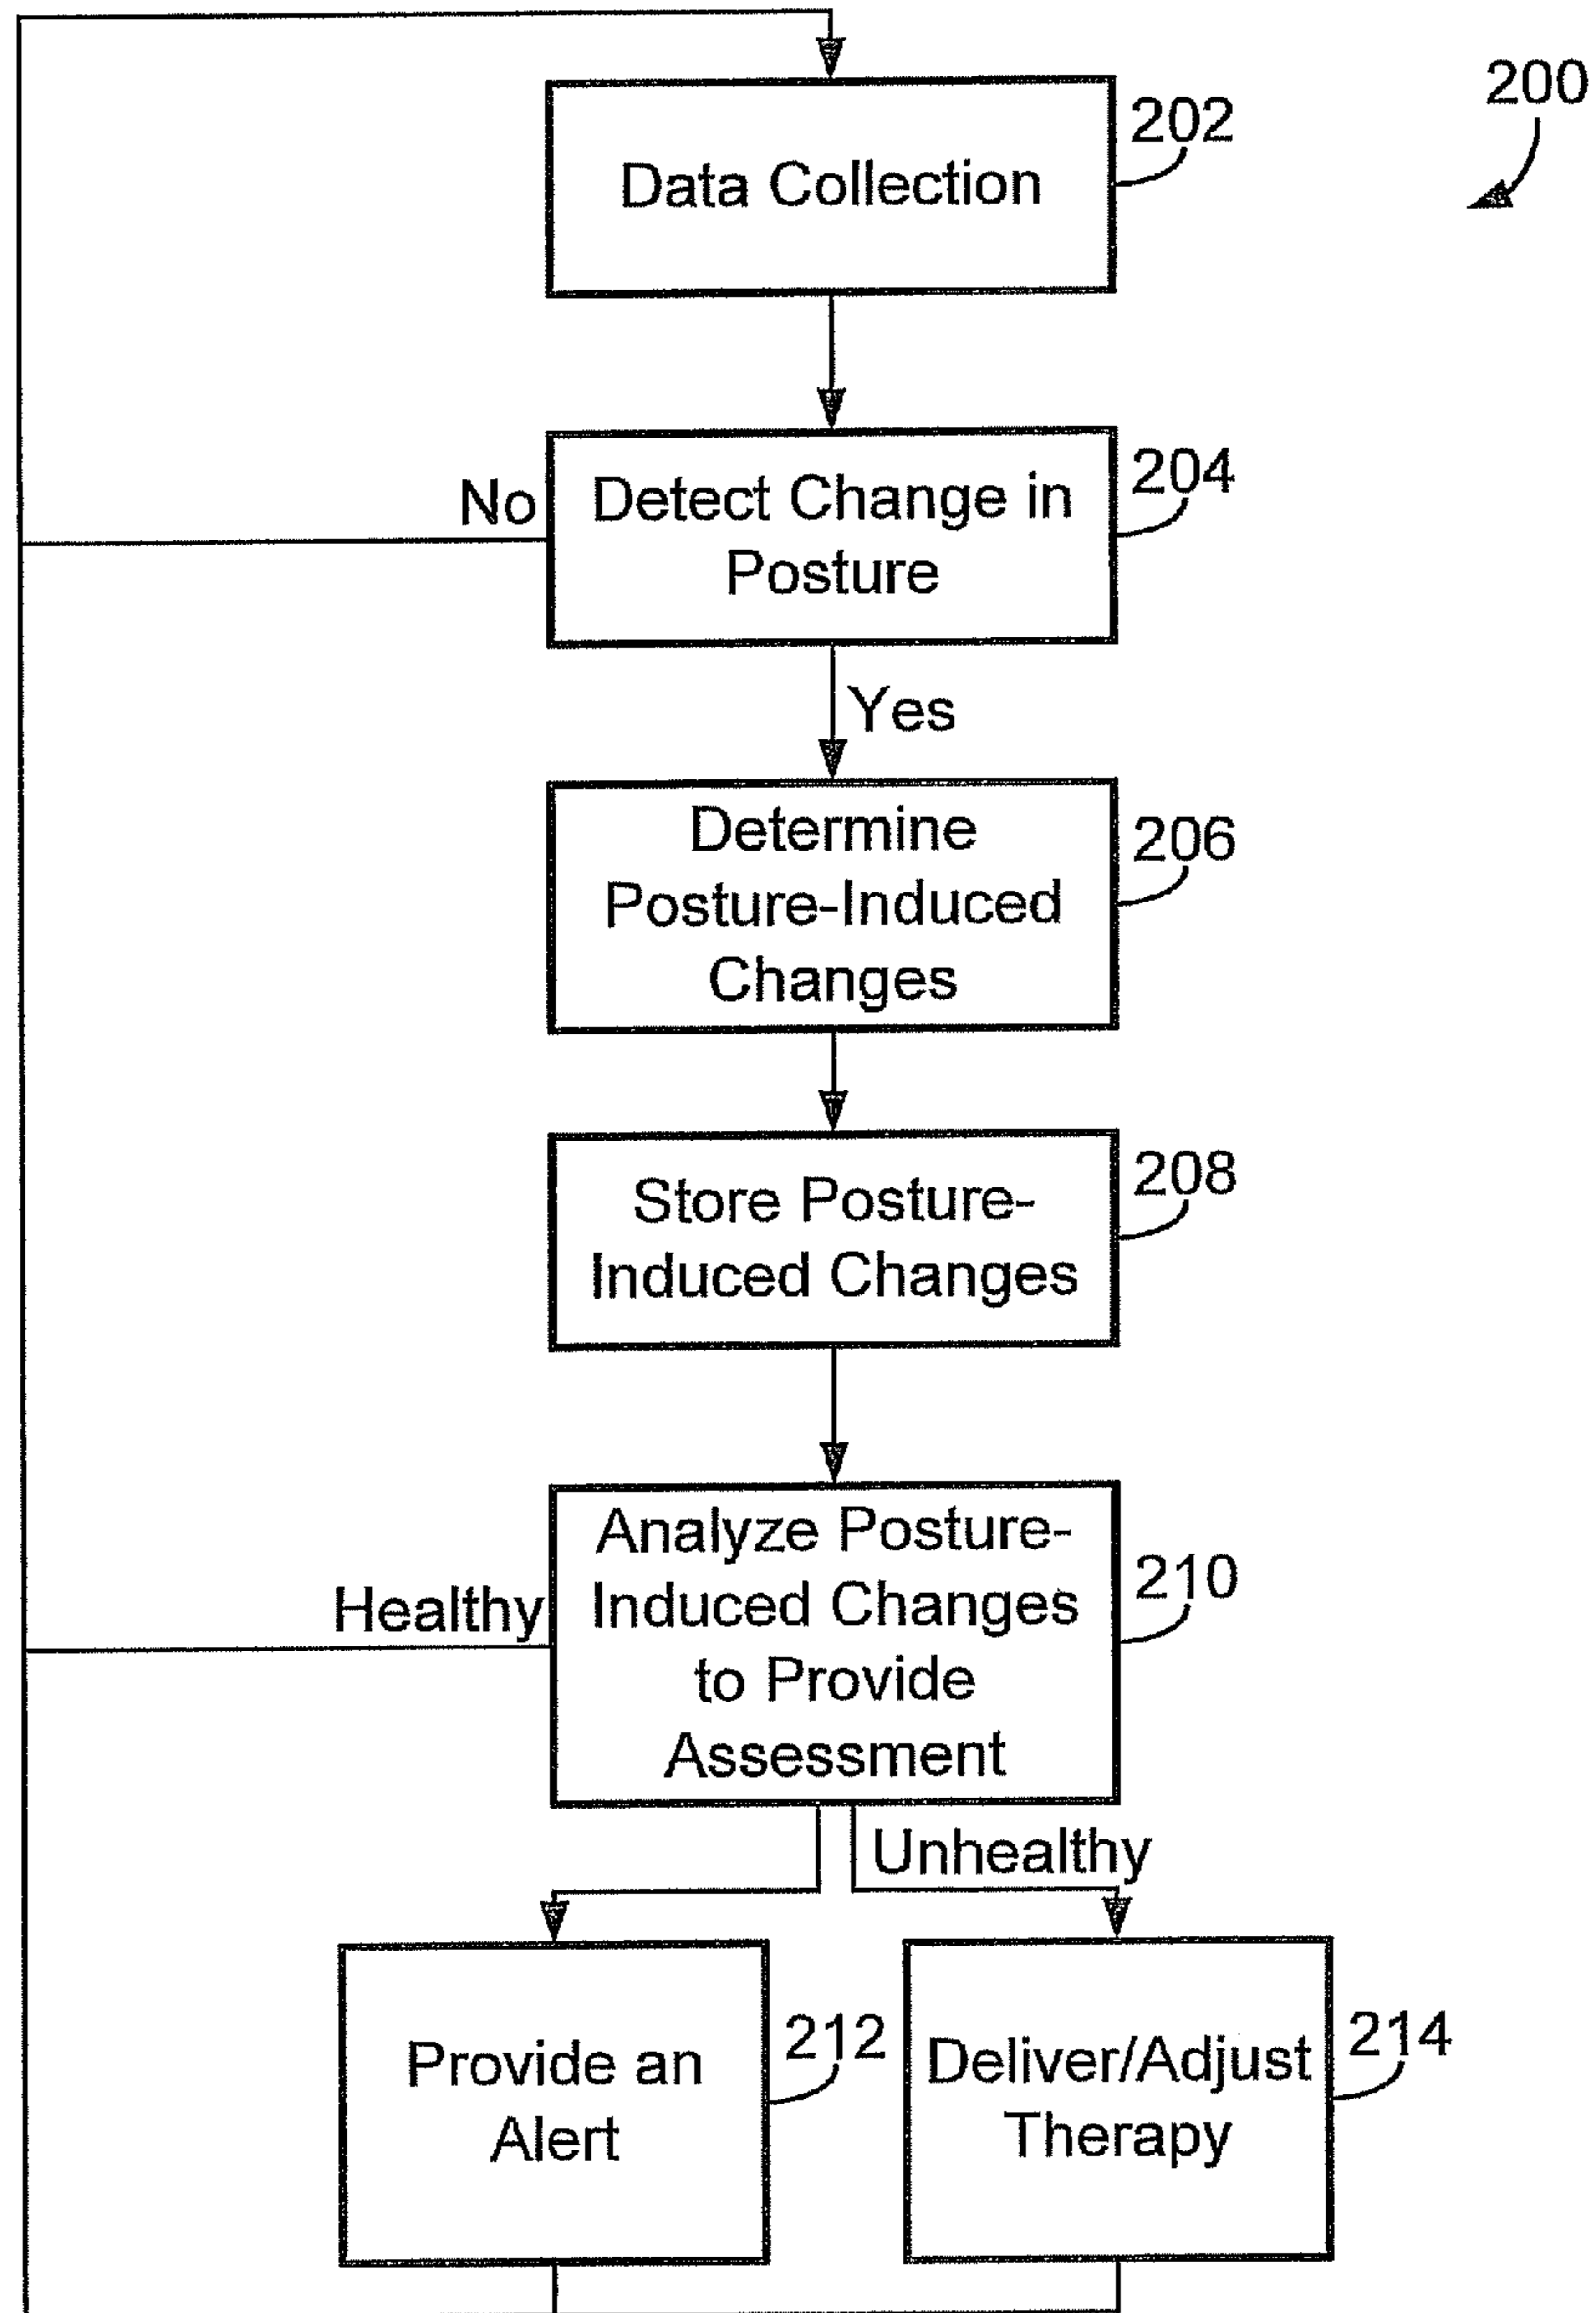 200
202
Data Collection
204
No
Detect Change in
Posture
Yes
206
Determine
Posture-Induced
Changes
208
Store Posture-
Induced Changes
210
Healthy
Analyze Posture-
Induced Changes
to Provide
Assessment
Unhealthy
212
Provide an
Alert
214
Deliver/Adjust
Therapy